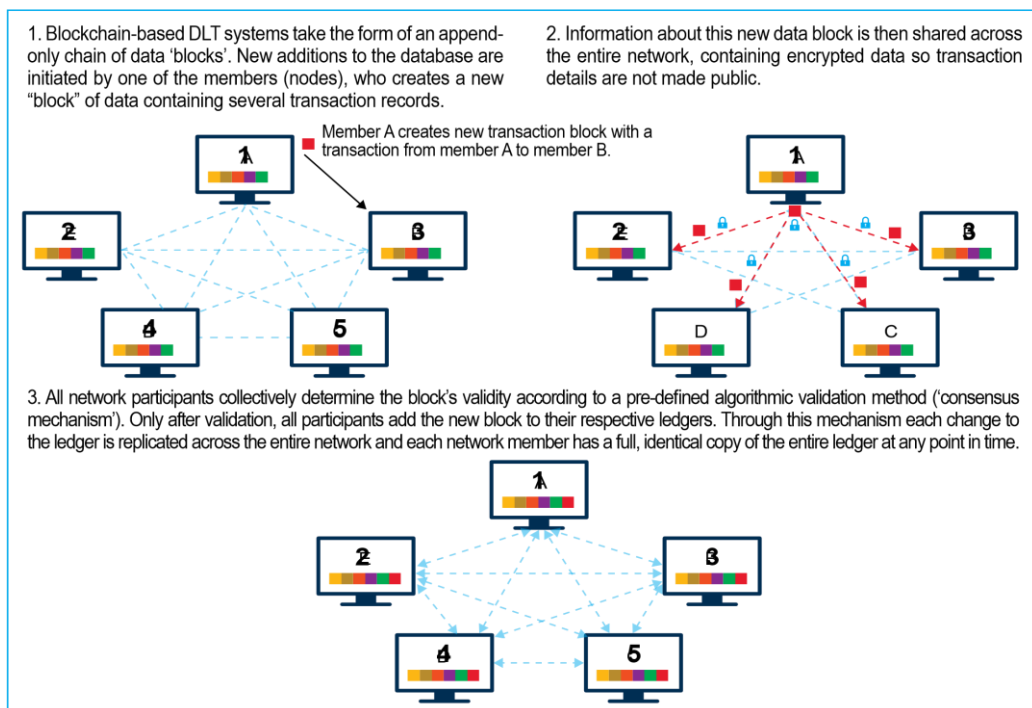 1. Blockchain-based DLT systems take the form of an append-
only chain of data ‘blocks’. New additions to the database are
initiated by one of the members (nodes), who creates a new
“block” of data containing several transaction records.
2. Information about this new data block is then shared across
the entire network, containing encrypted data so transaction
details are not made public.
Member A creates new transaction block with a
transaction from member A to member B.
1 A
2
3 B
4
5
1 A
2
3 B
D
C
3. All network participants collectively determine the block’s validity according to a pre-defined algorithmic validation method (‘consensus
mechanism’). Only after validation, all participants add the new block to their respective ledgers. Through this mechanism each change to
the ledger is replicated across the entire network and each network member has a full, identical copy of the entire ledger at any point in time.
1 A
2
3 B
4
5